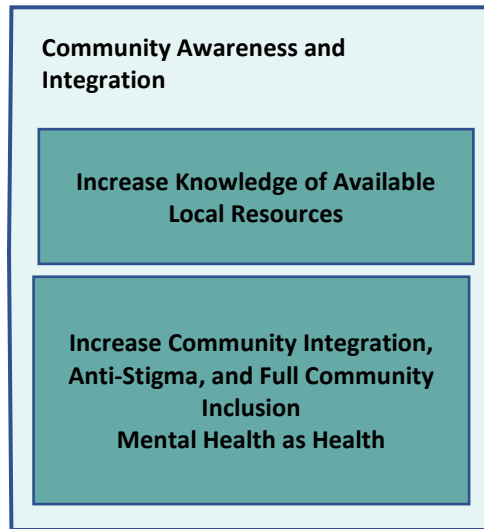 Community Awareness and
Integration
Increase Knowledge of Available
Local Resources
Increase Community Integration,
Anti-Stigma, and Full Community
Inclusion
Mental Health as Health